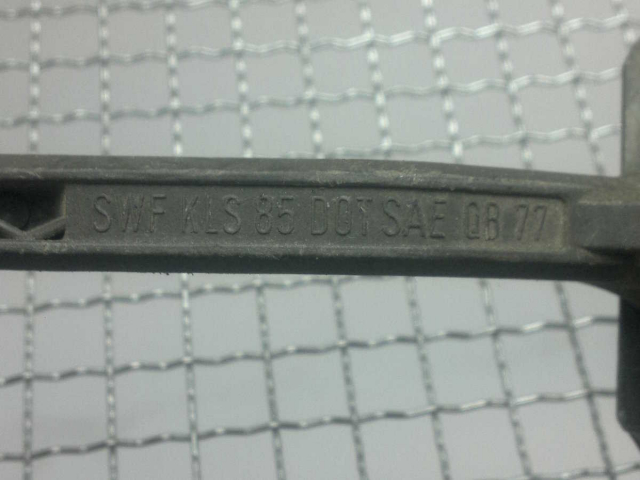 SWF KLS 85 DOT SAE QB 77